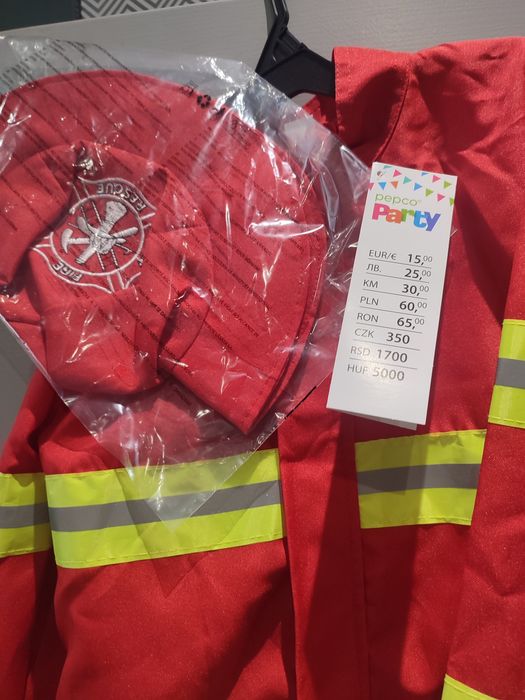 RESCUE
FIRE
pepco®
Party
EUR/€ 15,00
ЛВ. 25,00
KM 30,00
PLN 60,00
RON 65,00
CZK 350
RSD 1700
HUF 5000